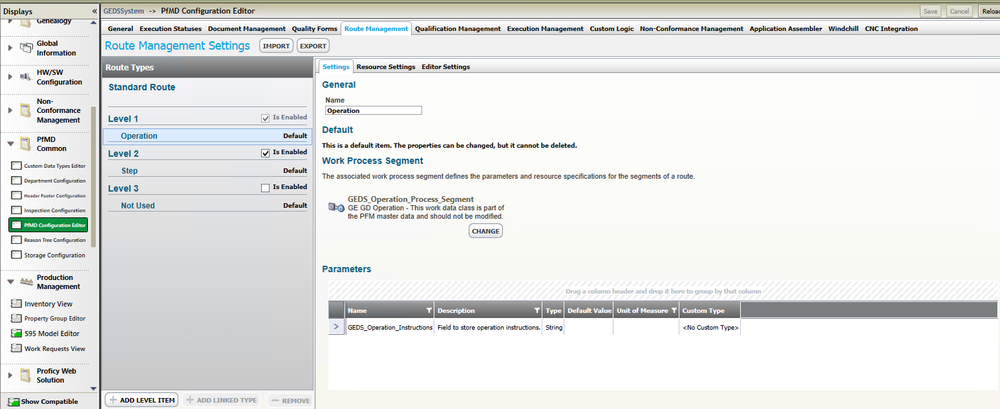 Displays «
Genealogy
Global
Information
HW/SW
Configuration
Non-
Conformance
Management
PfMD
Common
Custom Data Types Editor
Department Configuration
Header Footer Configuration
Inspection Configuration
PfMD Configuration Editor
Reason Tree Configuration
Storage Configuration
Production
Management
Inventory View
Property Group Editor
S95 Model Editor
Work Requests View
Proficy Web
Solution
Show Compatible
GEDSSystem -> PfMD Configuration Editor
Save Cancel Reload
General Execution Statuses Document Management Quality Forms Route Management Qualification Management Execution Management Custom Logic Non-Conformance Management Application Assembler Windchill CNC Integration
Route Management Settings IMPORT EXPORT
Route Types
Standard Route
Level 1 Is Enabled
Operation Default
Level 2 Is Enabled
Step Default
Level 3 Is Enabled
Not Used Default
+ ADD LEVEL ITEM + ADD LINKED TYPE − REMOVE
Settings Resource Settings Editor Settings
General
Name
Operation
Default
This is a default item. The properties can be changed, but it cannot be deleted.
Work Process Segment
The associated work process segment defines the parameters and resource specifications for the segments of a route.
GEDS_Operation_Process_Segment
GE GD Operation - This work data class is part of
the PFM master data and should not be modified.
CHANGE
Parameters
Drag a column header and drop it here to group by that column
Name Description Type Default Value Unit of Measure Custom Type
> GEDS_Operation_Instructions Field to store operation instructions. String <No Custom Type>